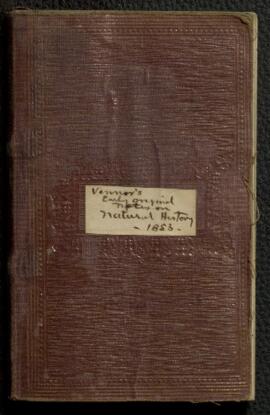 Vennor's
Early original
Notes on
Natural History
- 1853 -